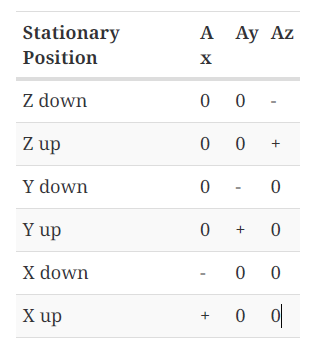 Stationary Position A x Ay Az
Z down 0 0 -
Z up 0 0 +
Y down 0 - 0
Y up 0 + 0
X down - 0 0
X up + 0 0